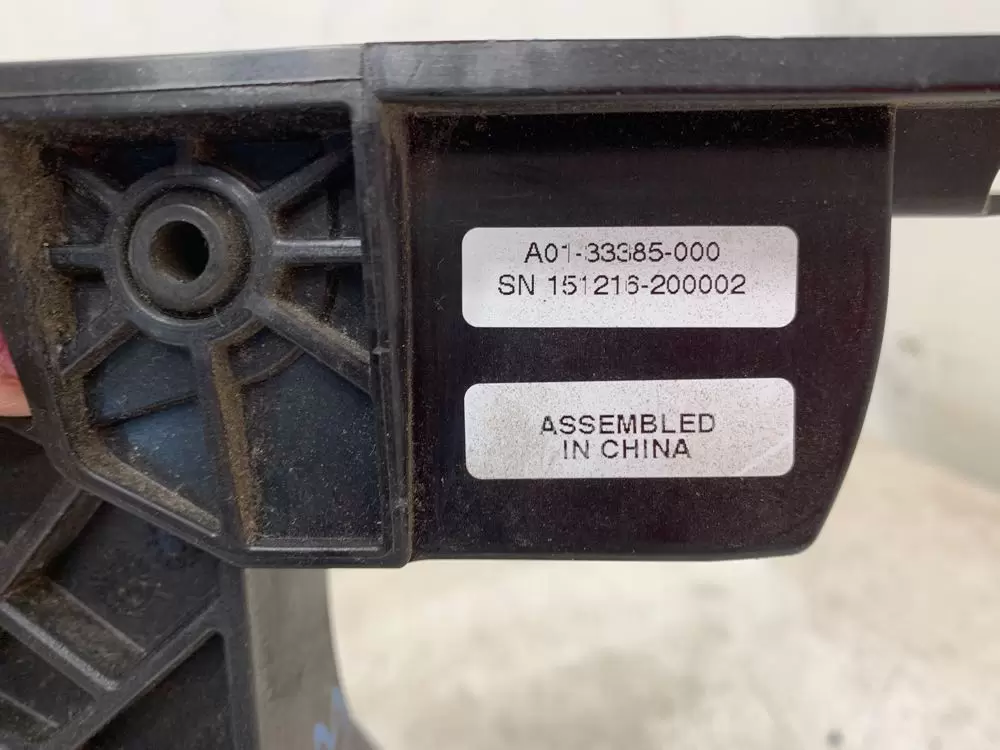 A01-33385-000
SN 151216-200002
ASSEMBLED
IN CHINA